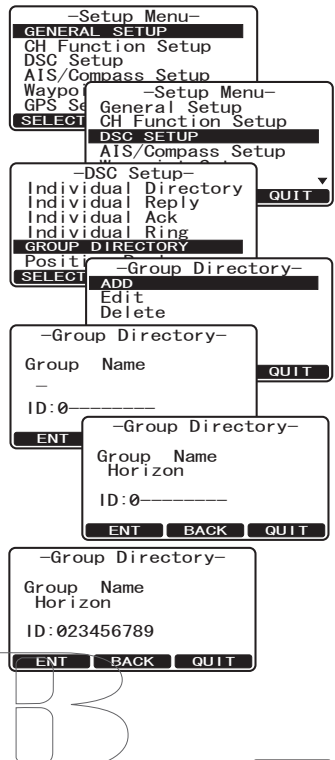 -Setup Menu-
GENERAL SETUP
CH Function Setup
DSC Setup
AIS/Compass Setup
SELECT
-Setup Menu-
General Setup
CH Function Setup
DSC SETUP
AIS/Compass Setup
QUIT
-DSC Setup-
Individual Directory
Individual Reply
Individual Ack
Individual Ring
GROUP DIRECTORY
SELECT
-Group Directory-
ADD
Edit
Delete
QUIT
-Group Directory-
Group Name
_
ID:0--------
ENT
-Group Directory-
Group Name
Horizon
ID:0--------
ENT BACK QUIT
-Group Directory-
Group Name
Horizon
ID:023456789
ENT BACK QUIT